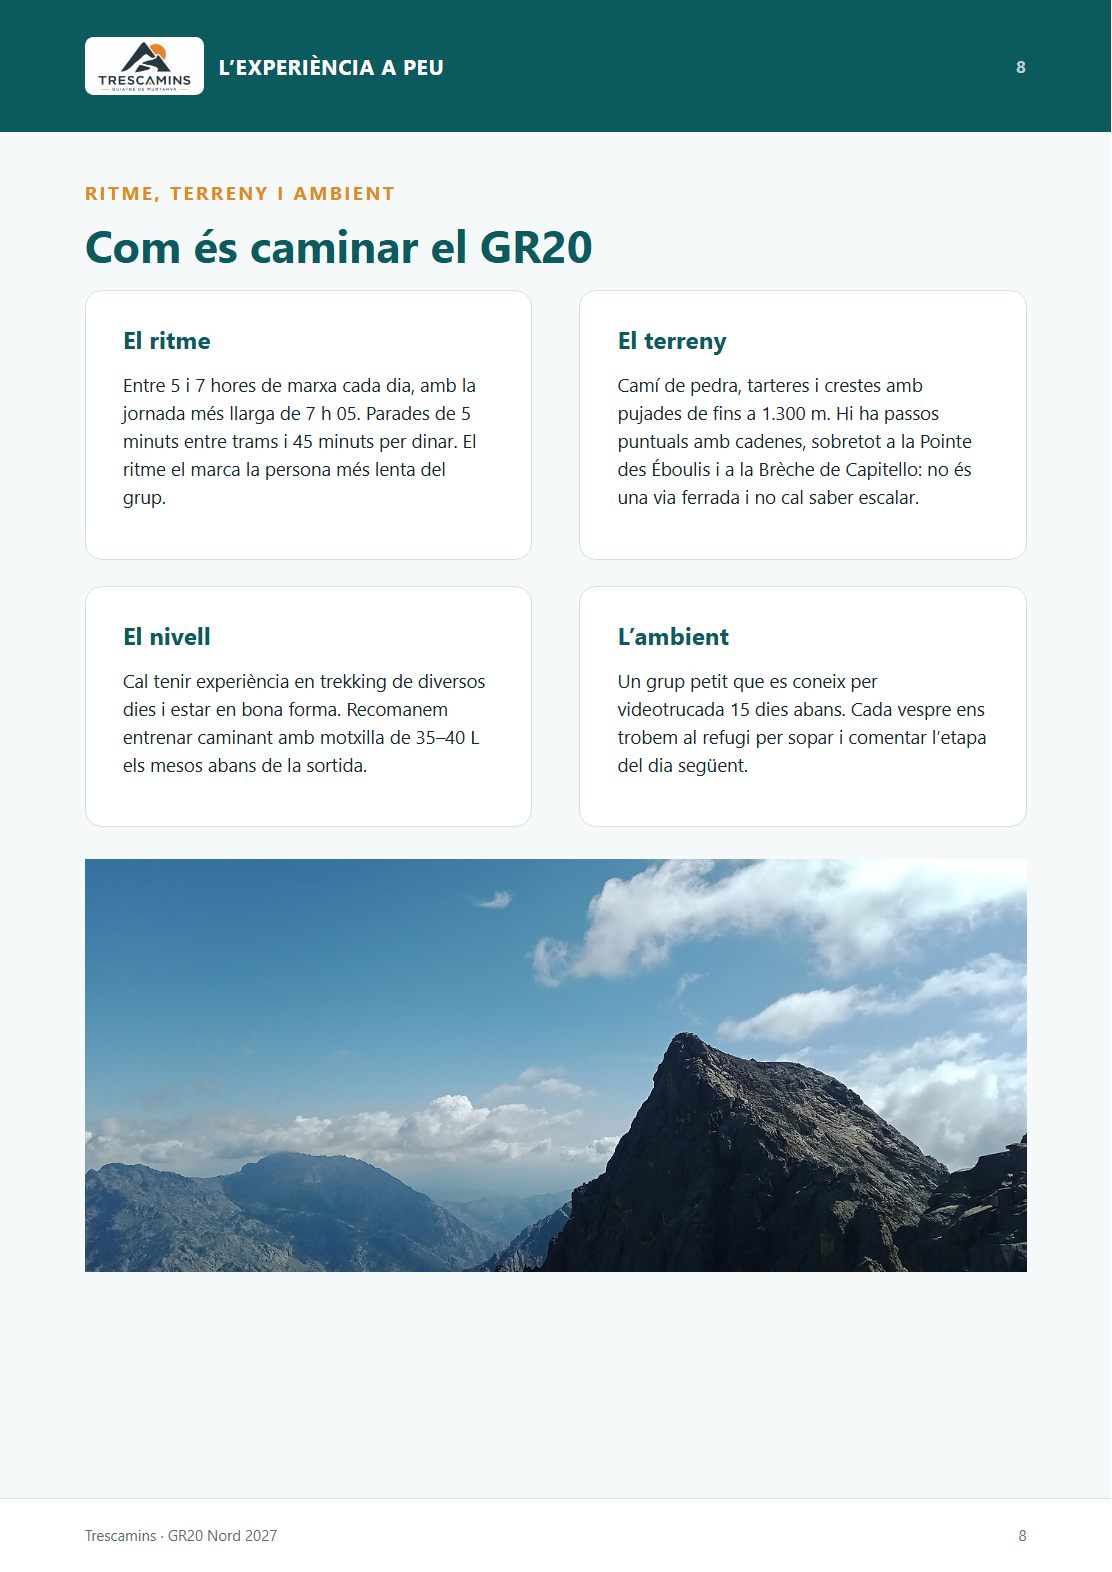 TRESCAMINS
GUIATGE DE MUNTANYA
L’EXPERIÈNCIA A PEU
8
RITME, TERRENY I AMBIENT
Com és caminar el GR20
El ritme
Entre 5 i 7 hores de marxa cada dia, amb la
jornada més llarga de 7 h 05. Parades de 5
minuts entre trams i 45 minuts per dinar. El
ritme el marca la persona més lenta del
grup.
El terreny
Camí de pedra, tarteres i crestes amb
pujades de fins a 1.300 m. Hi ha passos
puntuals amb cadenes, sobretot a la Pointe
des Éboulis i a la Brèche de Capitello: no és
una via ferrada i no cal saber escalar.
El nivell
Cal tenir experiència en trekking de diversos
dies i estar en bona forma. Recomanem
entrenar caminant amb motxilla de 35–40 L
els mesos abans de la sortida.
L’ambient
Un grup petit que es coneix per
videotrucada 15 dies abans. Cada vespre ens
trobem al refugi per sopar i comentar l’etapa
del dia següent.
Trescamins · GR20 Nord 2027
8